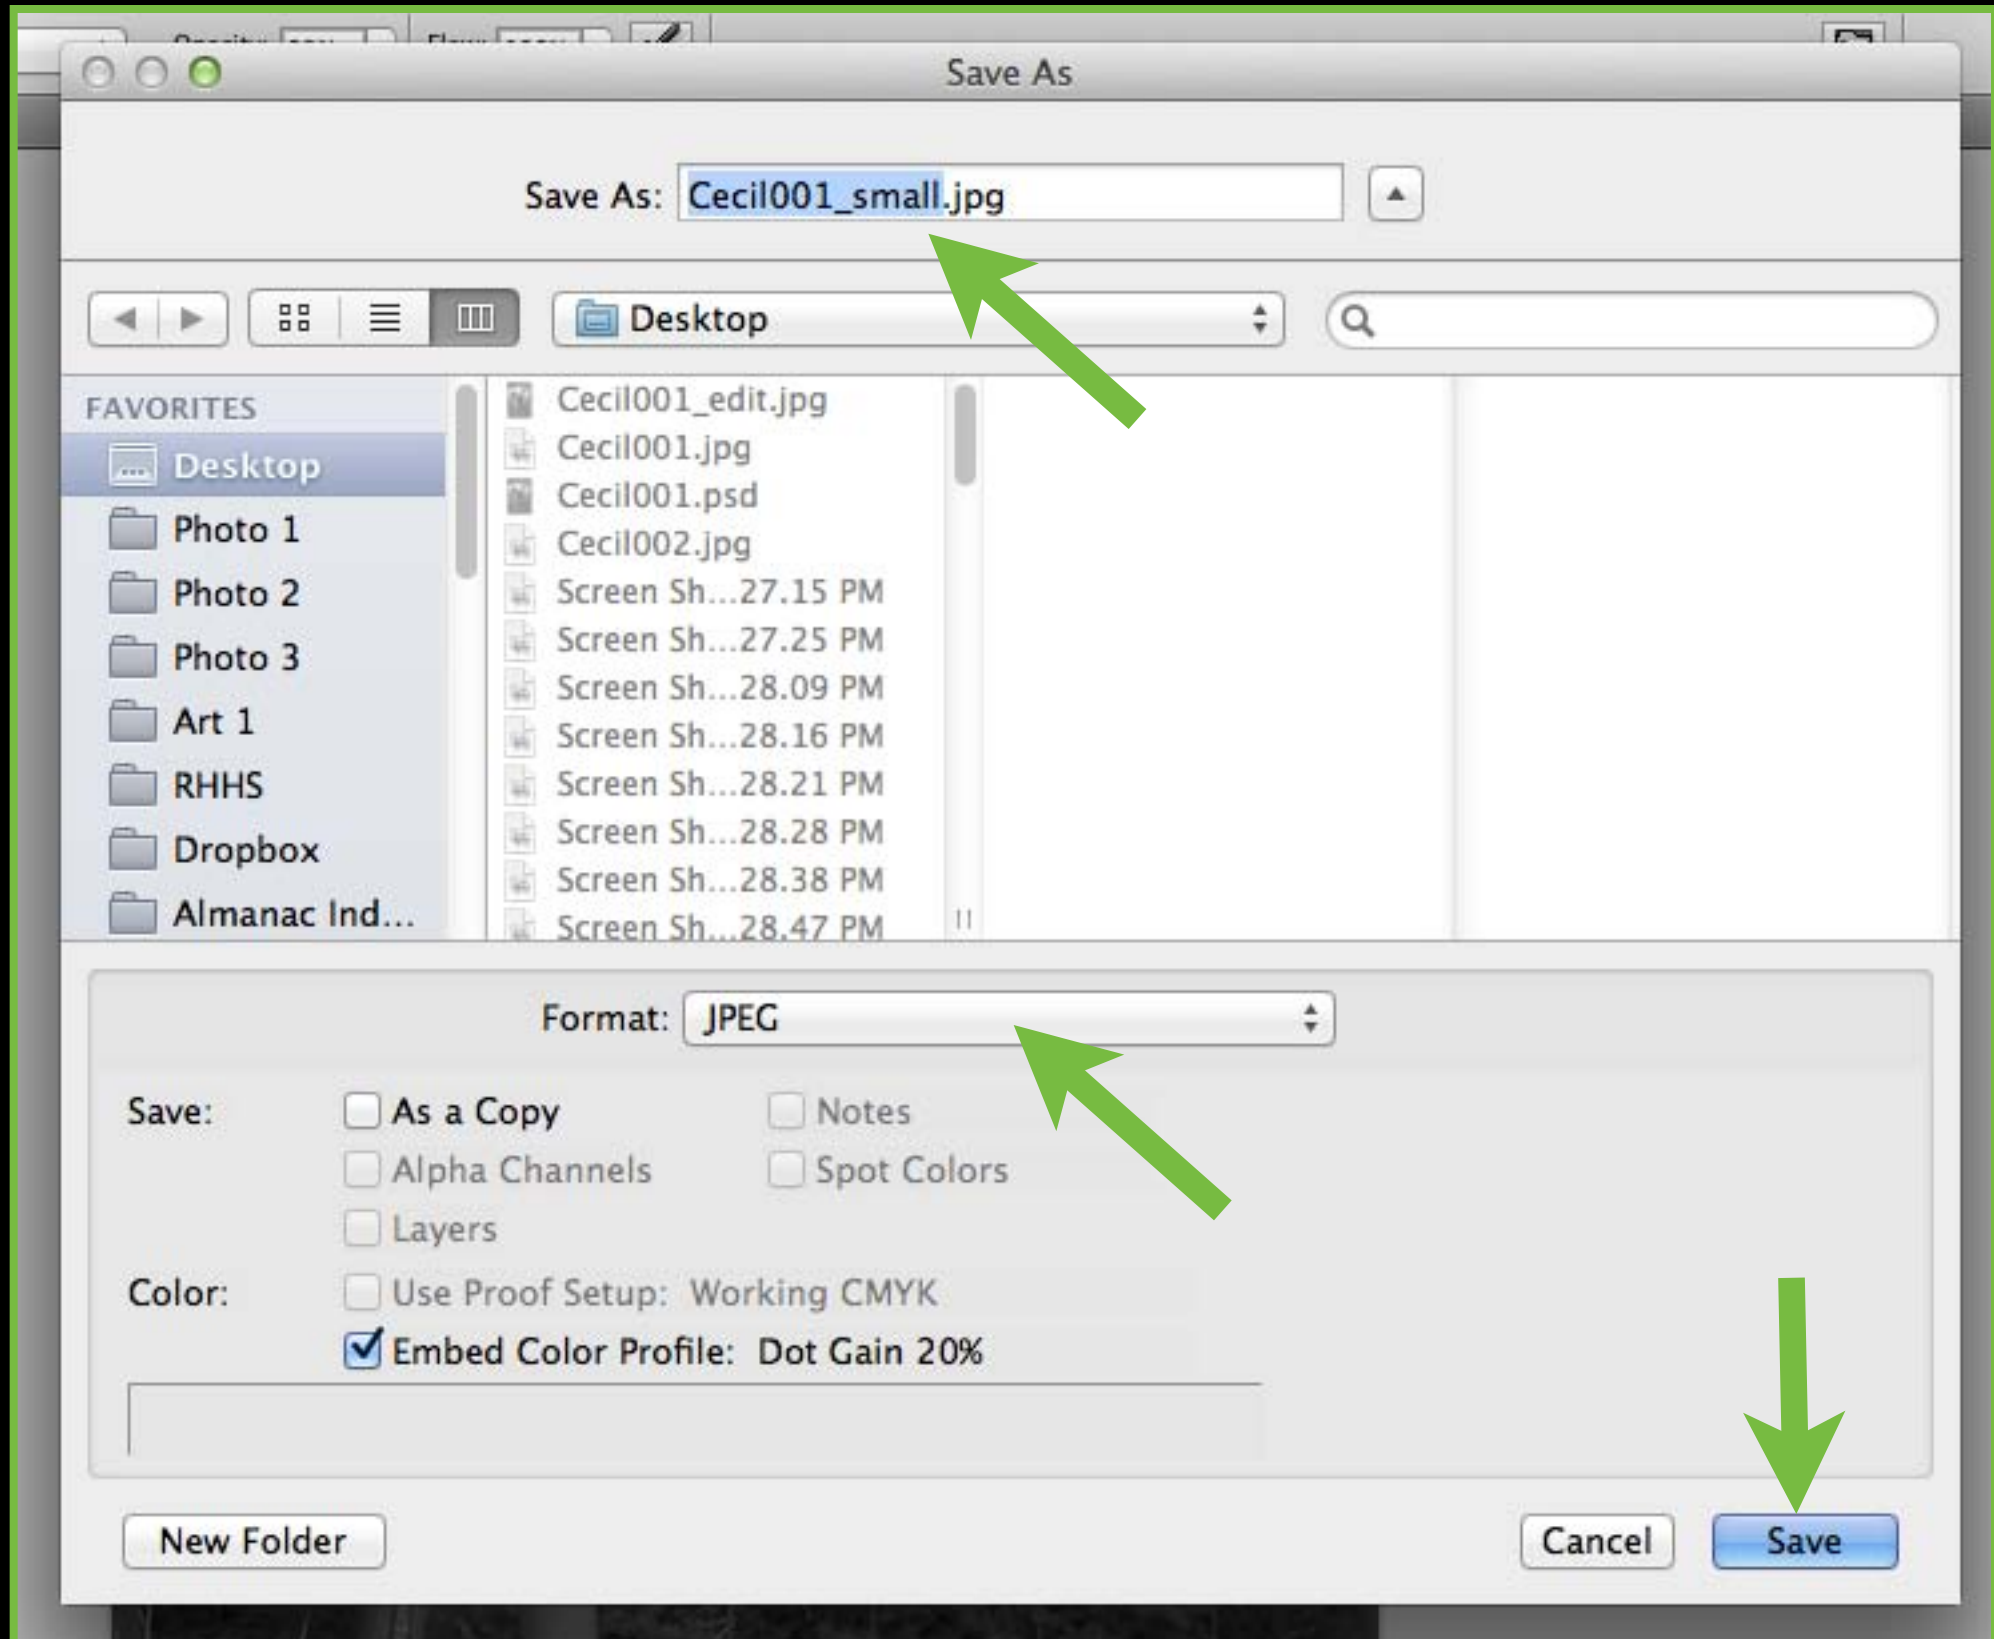 Save As
Save As: Cecil001_small.jpg
Desktop
FAVORITES
Desktop
Photo 1
Photo 2
Photo 3
Art 1
RHHS
Dropbox
Almanac Ind...
Cecil001_edit.jpg
Cecil001.jpg
Cecil001.psd
Cecil002.jpg
Screen Sh...27.15 PM
Screen Sh...27.25 PM
Screen Sh...28.09 PM
Screen Sh...28.16 PM
Screen Sh...28.21 PM
Screen Sh...28.28 PM
Screen Sh...28.38 PM
Screen Sh...28.47 PM
Format: JPEG
Save: As a Copy Notes
Alpha Channels Spot Colors
Layers
Color: Use Proof Setup: Working CMYK
Embed Color Profile: Dot Gain 20%
New Folder Cancel Save